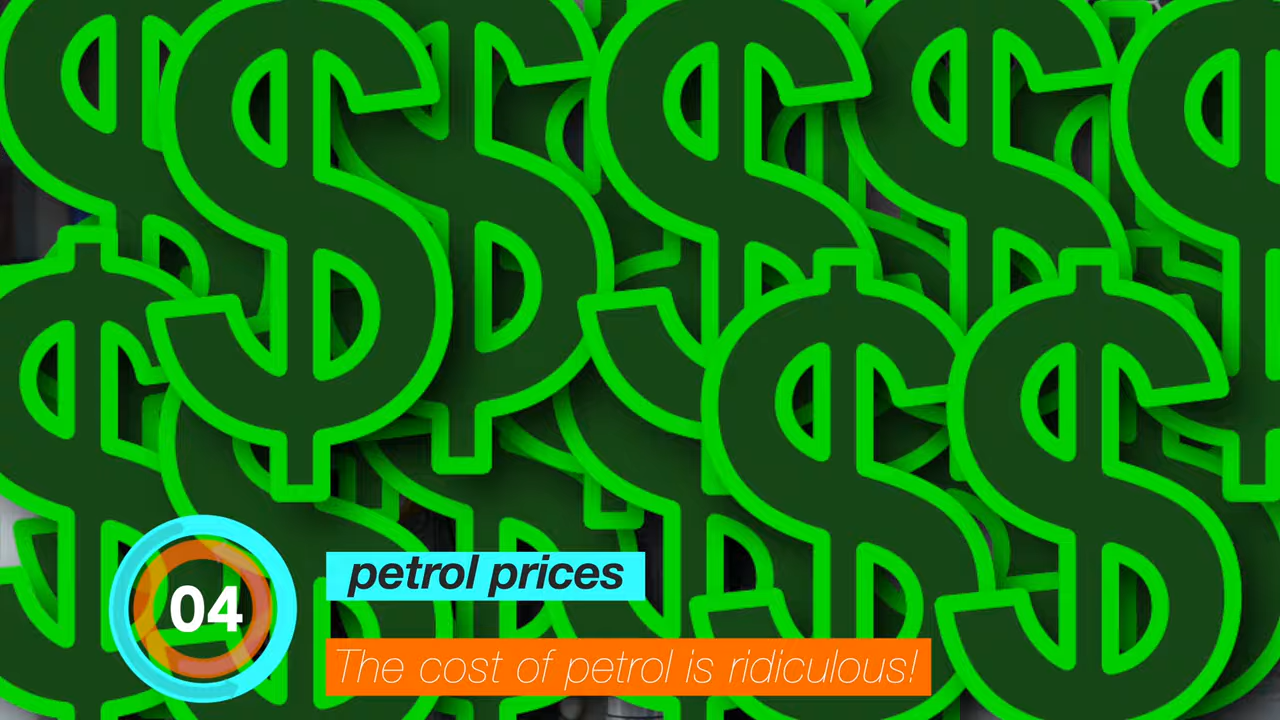 04
petrol prices
The cost of petrol is ridiculous!